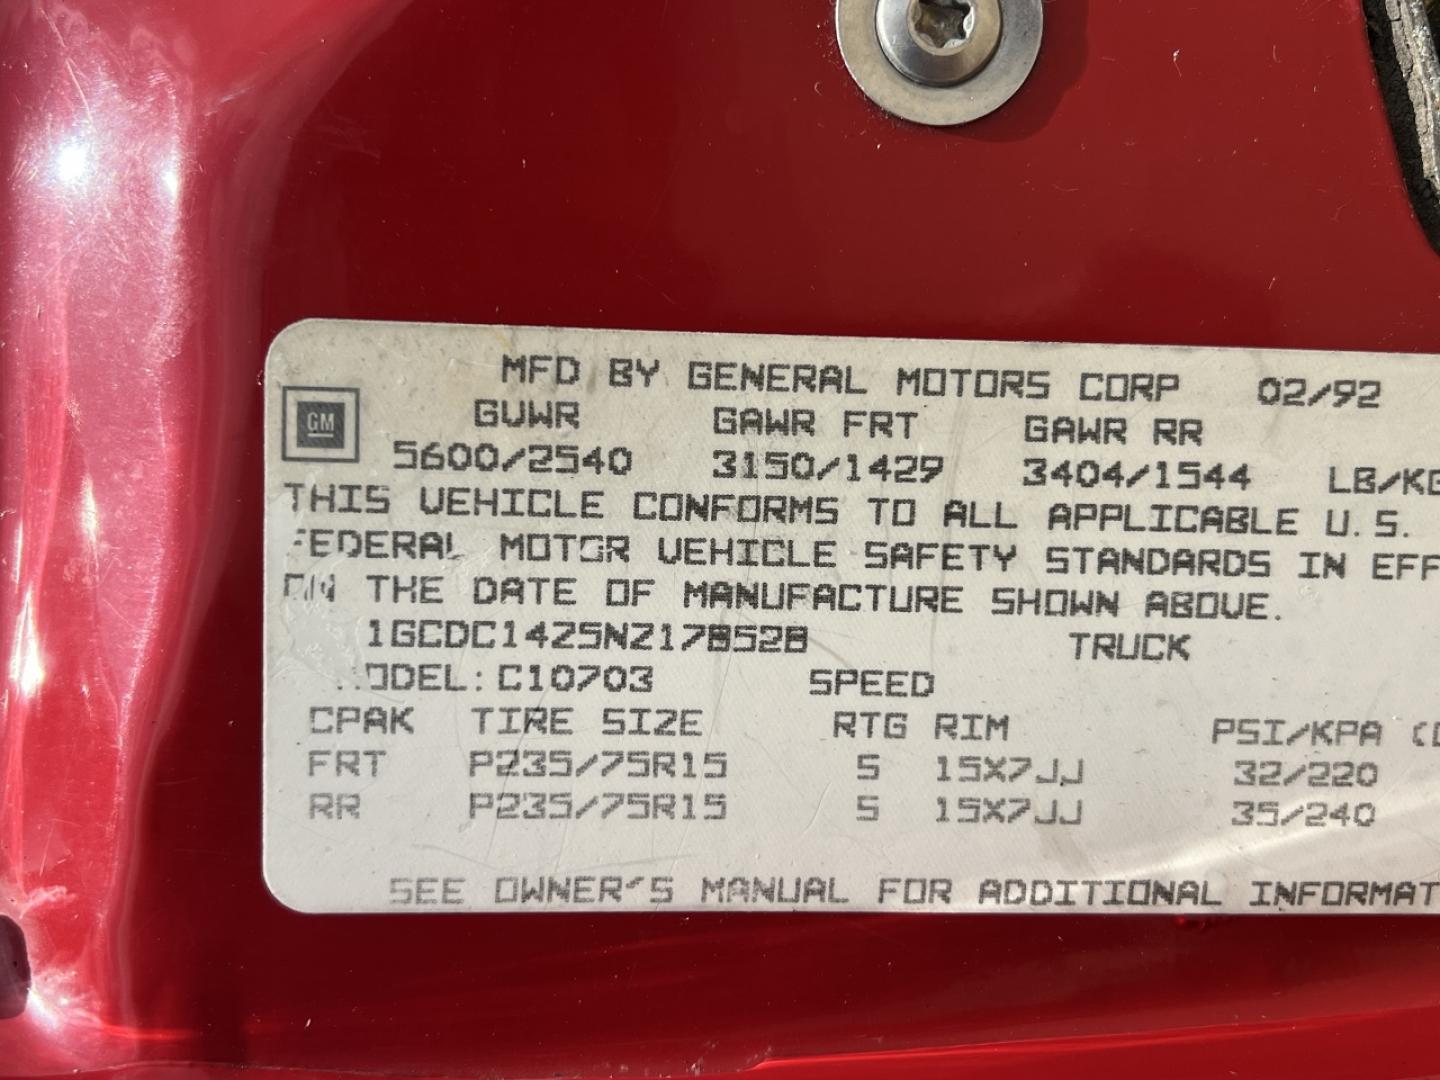 MFD BY GENERAL MOTORS CORP 02/92
GM
GVWR GAWR FRT GAWR RR
5600/2540 3150/1429 3404/1544 LB/KG
THIS VEHICLE CONFORMS TO ALL APPLICABLE U.S.
FEDERAL MOTOR VEHICLE SAFETY STANDARDS IN EFF
ON THE DATE OF MANUFACTURE SHOWN ABOVE.
1GCDC14Z5NZ178528 TRUCK
MODEL: C10703 SPEED
CPAK TIRE SIZE RTG RIM PSI/KPA (
FRT P235/75R15 S 15X7JJ 32/220
RR P235/75R15 S 15X7JJ 35/240
SEE OWNER'S MANUAL FOR ADDITIONAL INFORMAT